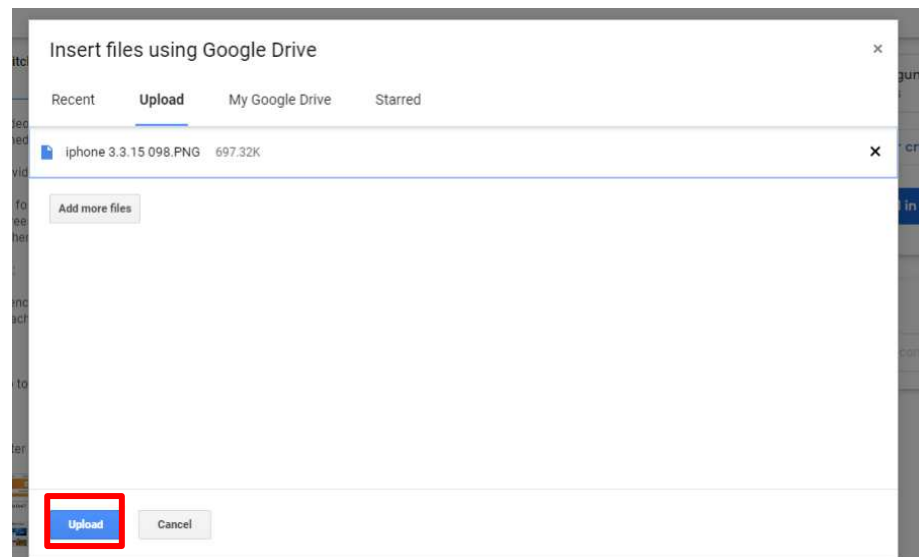 Insert files using Google Drive
×
Recent Upload My Google Drive Starred
iphone 3.3.15 098.PNG 697.32K
×
Add more files
Upload Cancel